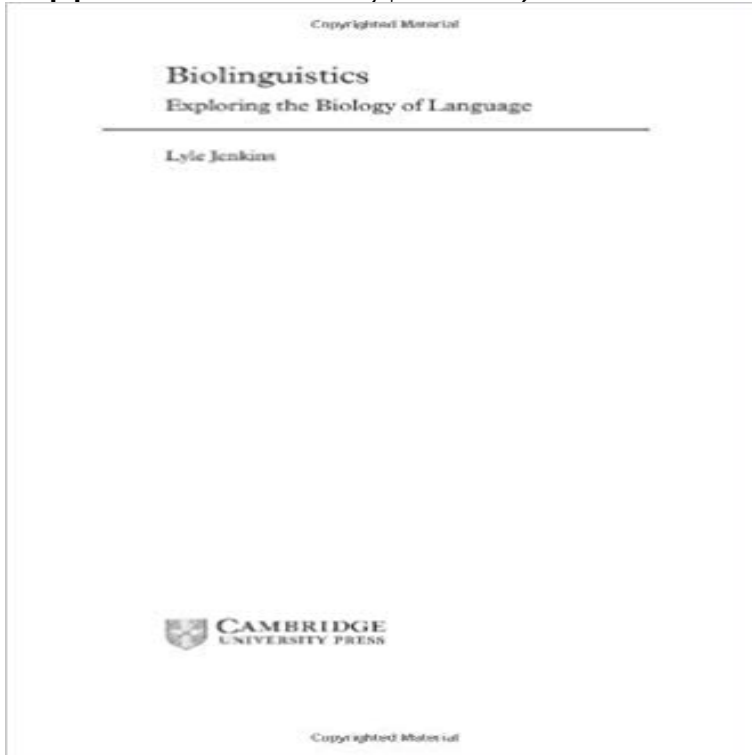 Copyrighted Material
Biolinguistics
Exploring the Biology of Language
Lyle Jenkins
CAMBRIDGE
UNIVERSITY PRESS
Copyrighted Material